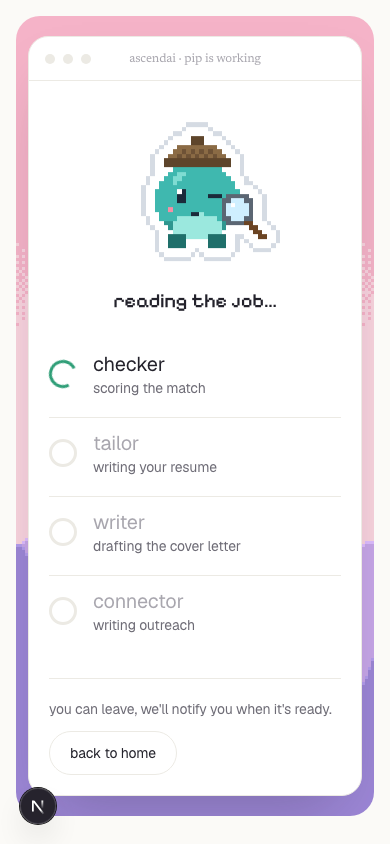 ascendai · pip is working
reading the job...
checker
scoring the match
tailor
writing your resume
writer
drafting the cover letter
connector
writing outreach
you can leave, we'll notify you when it's ready.
back to home
N